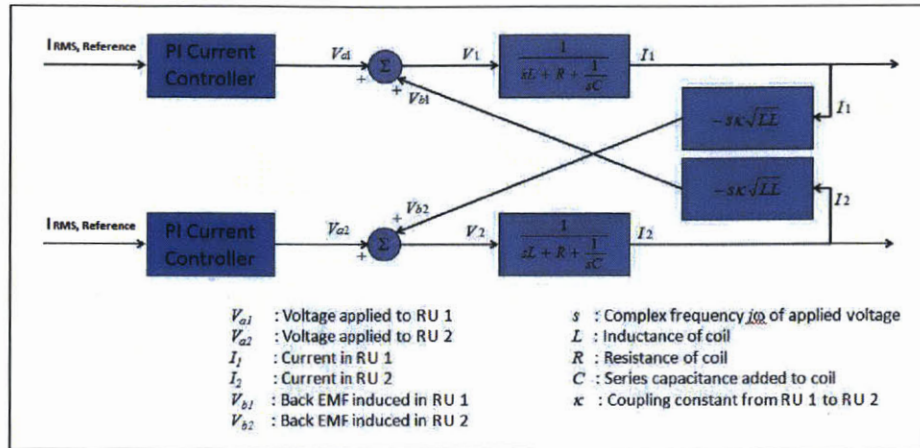 I RMS, Reference
PI Current
Controller
Va1
Σ
+
+
Vb1
V1
1
sL + R + 1/sC
I1
−sκ√LL
I1
−sκ√LL
I2
I RMS, Reference
PI Current
Controller
Va2
Σ
+
+
Vb2
V2
1
sL + R + 1/sC
I2
Va1 : Voltage applied to RU 1
Va2 : Voltage applied to RU 2
I1 : Current in RU 1
I2 : Current in RU 2
Vb1 : Back EMF induced in RU 1
Vb2 : Back EMF induced in RU 2
s : Complex frequency jω of applied voltage
L : Inductance of coil
R : Resistance of coil
C : Series capacitance added to coil
κ : Coupling constant from RU 1 to RU 2